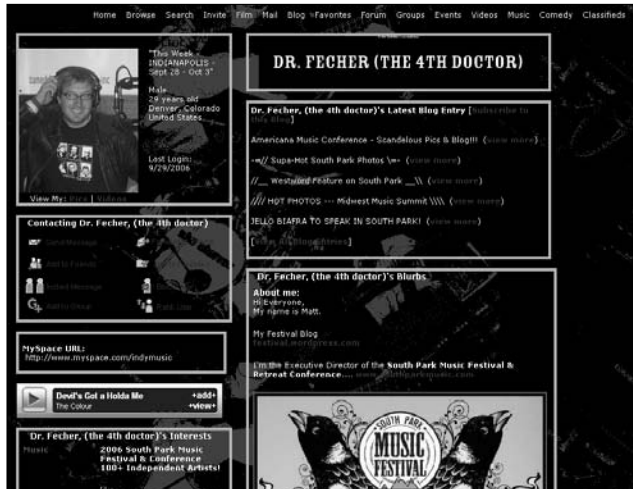 Home Browse Search Invite Film Mail Blog Favorites Forum Groups Events Videos Music Comedy Classifieds
"This Week -
INDIANAPOLIS -
Sept 28 - Oct 3"
Male
29 years old
Denver, Colorado
United States
Last Login:
9/29/2006
View My: Pics | Videos
Contacting Dr. Fecher, (the 4th doctor)
Send Message
Add to Friends
Instant Message
Add to Group
Rank User
MySpace URL:
http://www.myspace.com/indymusic
Devil's Got a Holda Me
The Colour
+add+
+view+
Dr. Fecher, (the 4th doctor)'s Interests
Music
2006 South Park Music
Festival & Conference
100+ Independent Artists!
DR. FECHER (THE 4TH DOCTOR)
Dr. Fecher, (the 4th doctor)'s Latest Blog Entry [Subscribe to
this Blog]
Americana Music Conference - Scandelous Pics & Blog!!! (view more)
-=// Supa-Hot South Park Photos \=- (view more)
//__ Westword Feature on South Park __\\ (view more)
//// HOT PHOTOS --- Midwest Music Summit \\\\ (view more)
JELLO BIAFRA TO SPEAK IN SOUTH PARK! (view more)
[View All Blog Entries]
Dr. Fecher, (the 4th doctor)'s Blurbs
About me:
Hi Everyone,
My name is Matt.
My Festival Blog
festival.wordpress.com
I'm the Executive Director of the South Park Music Festival &
Retreat Conference.... www.southparkmusic.com
SOUTH PARK
MUSIC
FESTIVAL